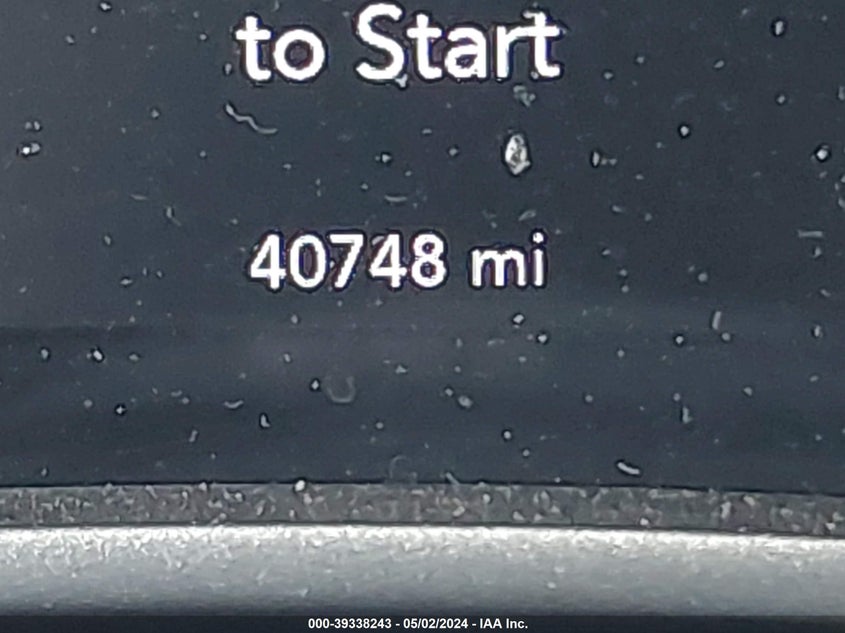 to Start
40748 mi
000-39338243 - 05/02/2024 - IAA Inc.